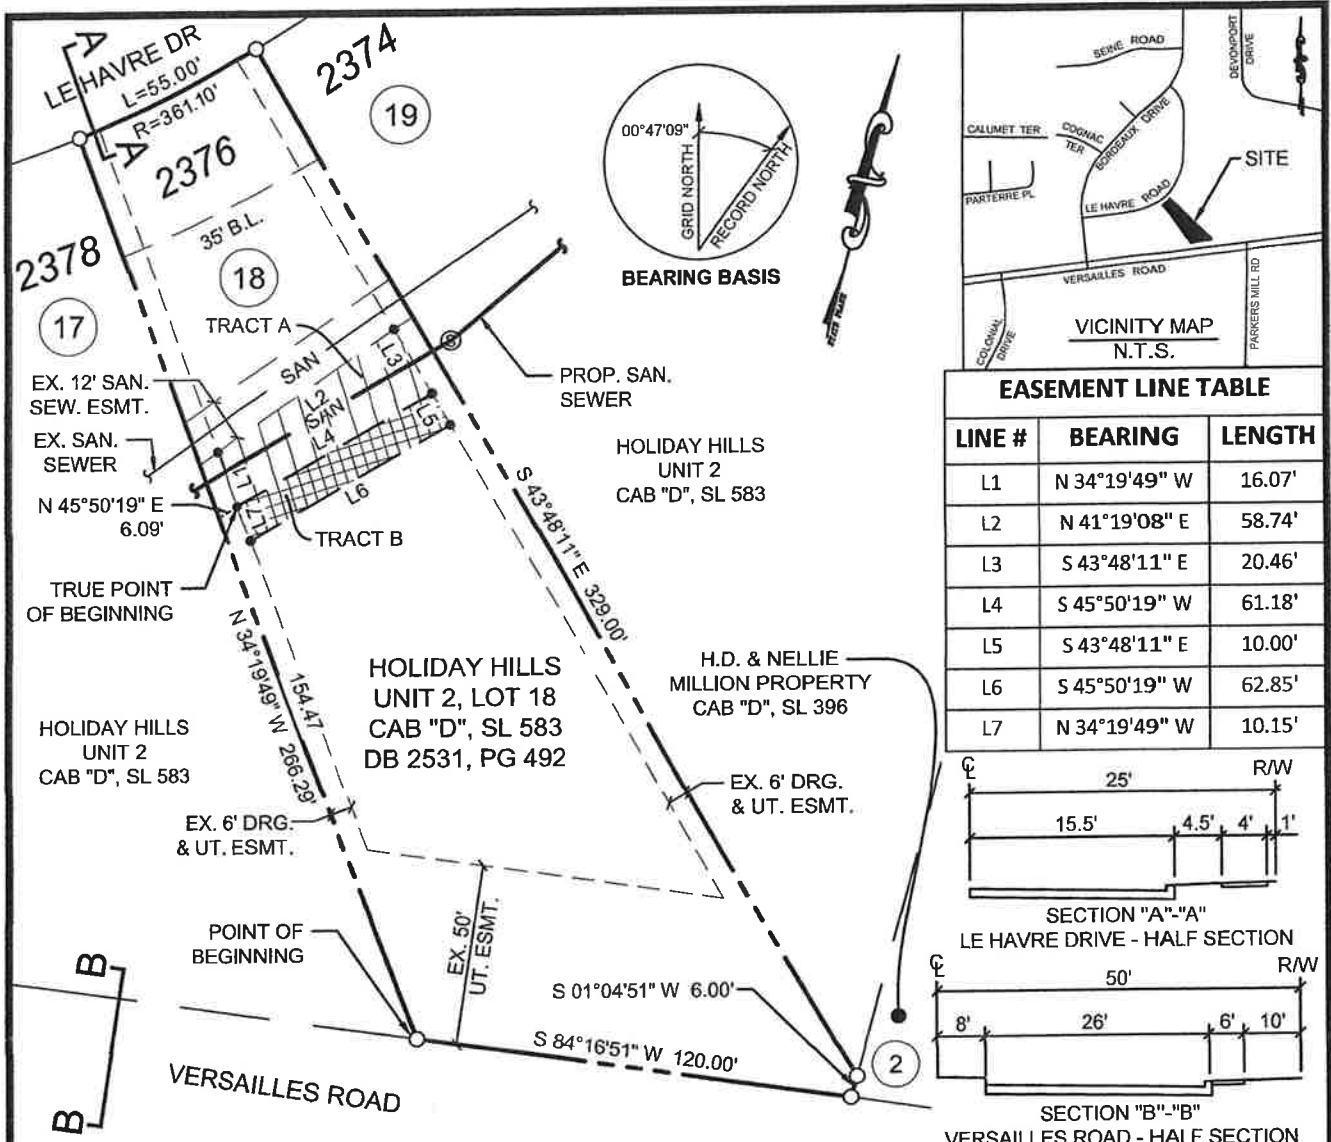 A
LE HAVRE DR
L=55.00'
R=361.10'
A
2374
19
2376
35' B.L.
18
2378
17
TRACT A
EX. 12' SAN.
SEW. ESMT.
EX. SAN.
SEWER
N 45°50'19" E
6.09'
TRUE POINT
OF BEGINNING
SAN
L3
L2
SAN
L4
L5
L6
L1
L7
S
TRACT B
PROP. SAN.
SEWER
HOLIDAY HILLS
UNIT 2
CAB "D", SL 583
S 43°48'11" E 329.00'
N 34°19'49" W 266.29'
154.47
HOLIDAY HILLS
UNIT 2, LOT 18
CAB "D", SL 583
DB 2531, PG 492
H.D. & NELLIE
MILLION PROPERTY
CAB "D", SL 396
HOLIDAY HILLS
UNIT 2
CAB "D", SL 583
EX. 6' DRG.
& UT. ESMT.
EX. 6' DRG.
& UT. ESMT.
POINT OF
BEGINNING
EX. 50'
UT. ESMT.
S 01°04'51" W 6.00'
S 84°16'51" W 120.00'
2
B
B
VERSAILLES ROAD
00°47'09"
GRID NORTH
RECORD NORTH
BEARING BASIS
STATE PLANE
SEINE ROAD
DEVONPORT
DRIVE
CALUMET TER
COGNAC
TER
BORDEAUX DRIVE
SITE
PARTERRE PL
LE HAVRE ROAD
VERSAILLES ROAD
COLONIAL
DRIVE
PARKERS MILL RD
VICINITY MAP
N.T.S.
EASEMENT LINE TABLE
LINE # BEARING LENGTH
L1 N 34°19'49" W 16.07'
L2 N 41°19'08" E 58.74'
L3 S 43°48'11" E 20.46'
L4 S 45°50'19" W 61.18'
L5 S 43°48'11" E 10.00'
L6 S 45°50'19" W 62.85'
L7 N 34°19'49" W 10.15'
℄ R/W
25'
15.5' 4.5' 4' 1'
SECTION "A"-"A"
LE HAVRE DRIVE - HALF SECTION
℄ R/W
50'
8' 26' 6' 10'
SECTION "B"-"B"
VERSAILLES ROAD - HALF SECTION